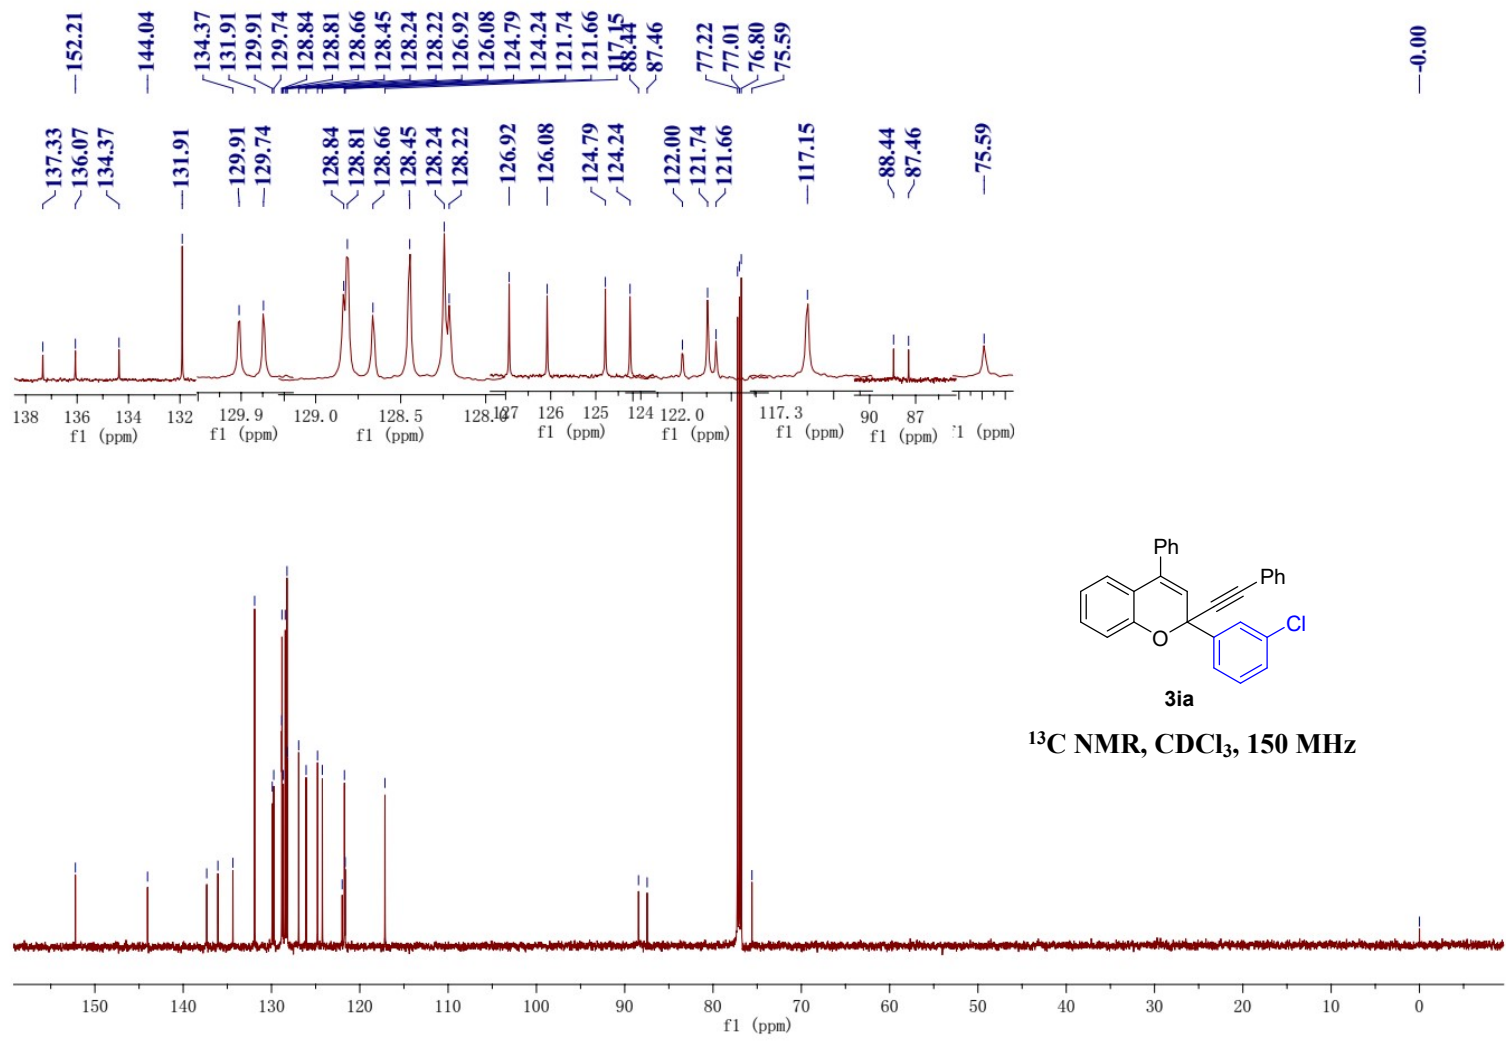 152.21
144.04
134.37
131.91
129.91
129.74
128.84
128.81
128.66
128.45
128.24
128.22
126.92
126.08
124.79
124.24
121.74
121.66
117.15
88.44
87.46
77.22
77.01
76.80
75.59
-0.00
137.33
136.07
134.37
131.91
129.91
129.74
128.84
128.81
128.66
128.45
128.24
128.22
126.92
126.08
124.79
124.24
122.00
121.74
121.66
117.15
88.44
87.46
75.59
138 136 134 132
f1 (ppm)
129.9
f1 (ppm)
129.0 128.5 128.0
f1 (ppm)
127 126 125 124
f1 (ppm)
122.0
117.3
f1 (ppm)
90 87
f1 (ppm)
f1 (ppm)
Ph
Ph
Cl
O
3ia
13C NMR, CDCl3, 150 MHz
150 140 130 120 110 100 90 80 70 60 50 40 30 20 10 0
f1 (ppm)